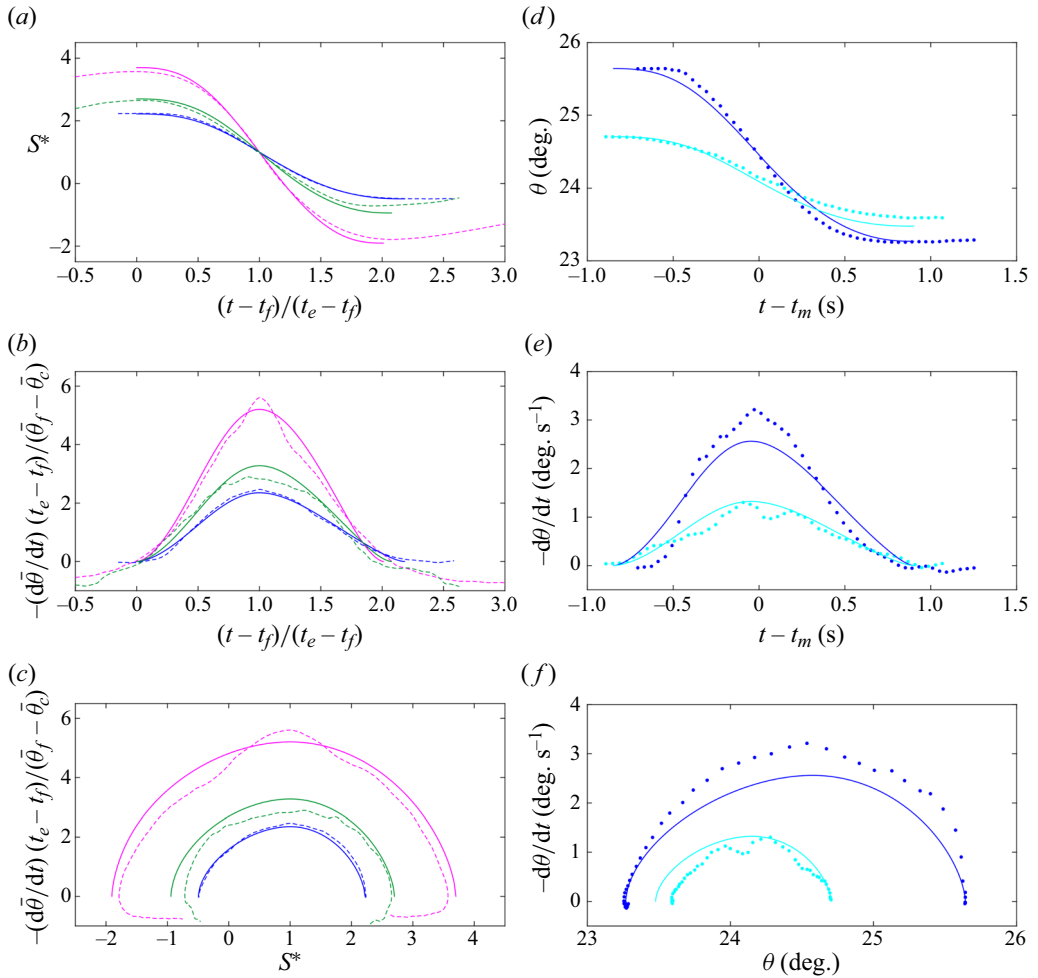 (a)
4
2
0
−2
S*
−0.5 0 0.5 1.0 1.5 2.0 2.5 3.0
(t − t_f)/(t_e − t_f)
(d)
26
25
24
23
θ (deg.)
−1.0 −0.5 0 0.5 1.0 1.5
t − t_m (s)
(b)
6
4
2
0
−(dθ̄/dt) (t_e − t_f)/(θ̄_f − θ̄_c)
−0.5 0 0.5 1.0 1.5 2.0 2.5 3.0
(t − t_f)/(t_e − t_f)
(e)
4
3
2
1
0
−dθ/dt (deg. s⁻¹)
−1.0 −0.5 0 0.5 1.0 1.5
t − t_m (s)
(c)
6
4
2
0
−(dθ̄/dt) (t_e − t_f)/(θ̄_f − θ̄_c)
−2 −1 0 1 2 3 4
S*
(f)
4
3
2
1
0
−dθ/dt (deg. s⁻¹)
23 24 25 26
θ (deg.)